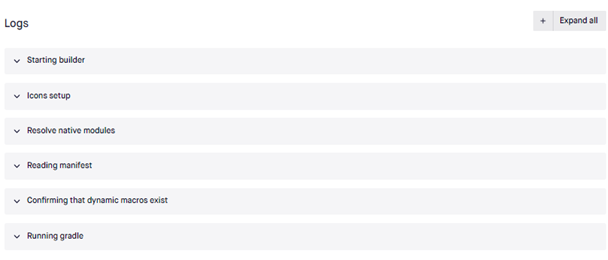 Logs
+ Expand all
Starting builder
Icons setup
Resolve native modules
Reading manifest
Confirming that dynamic macros exist
Running gradle